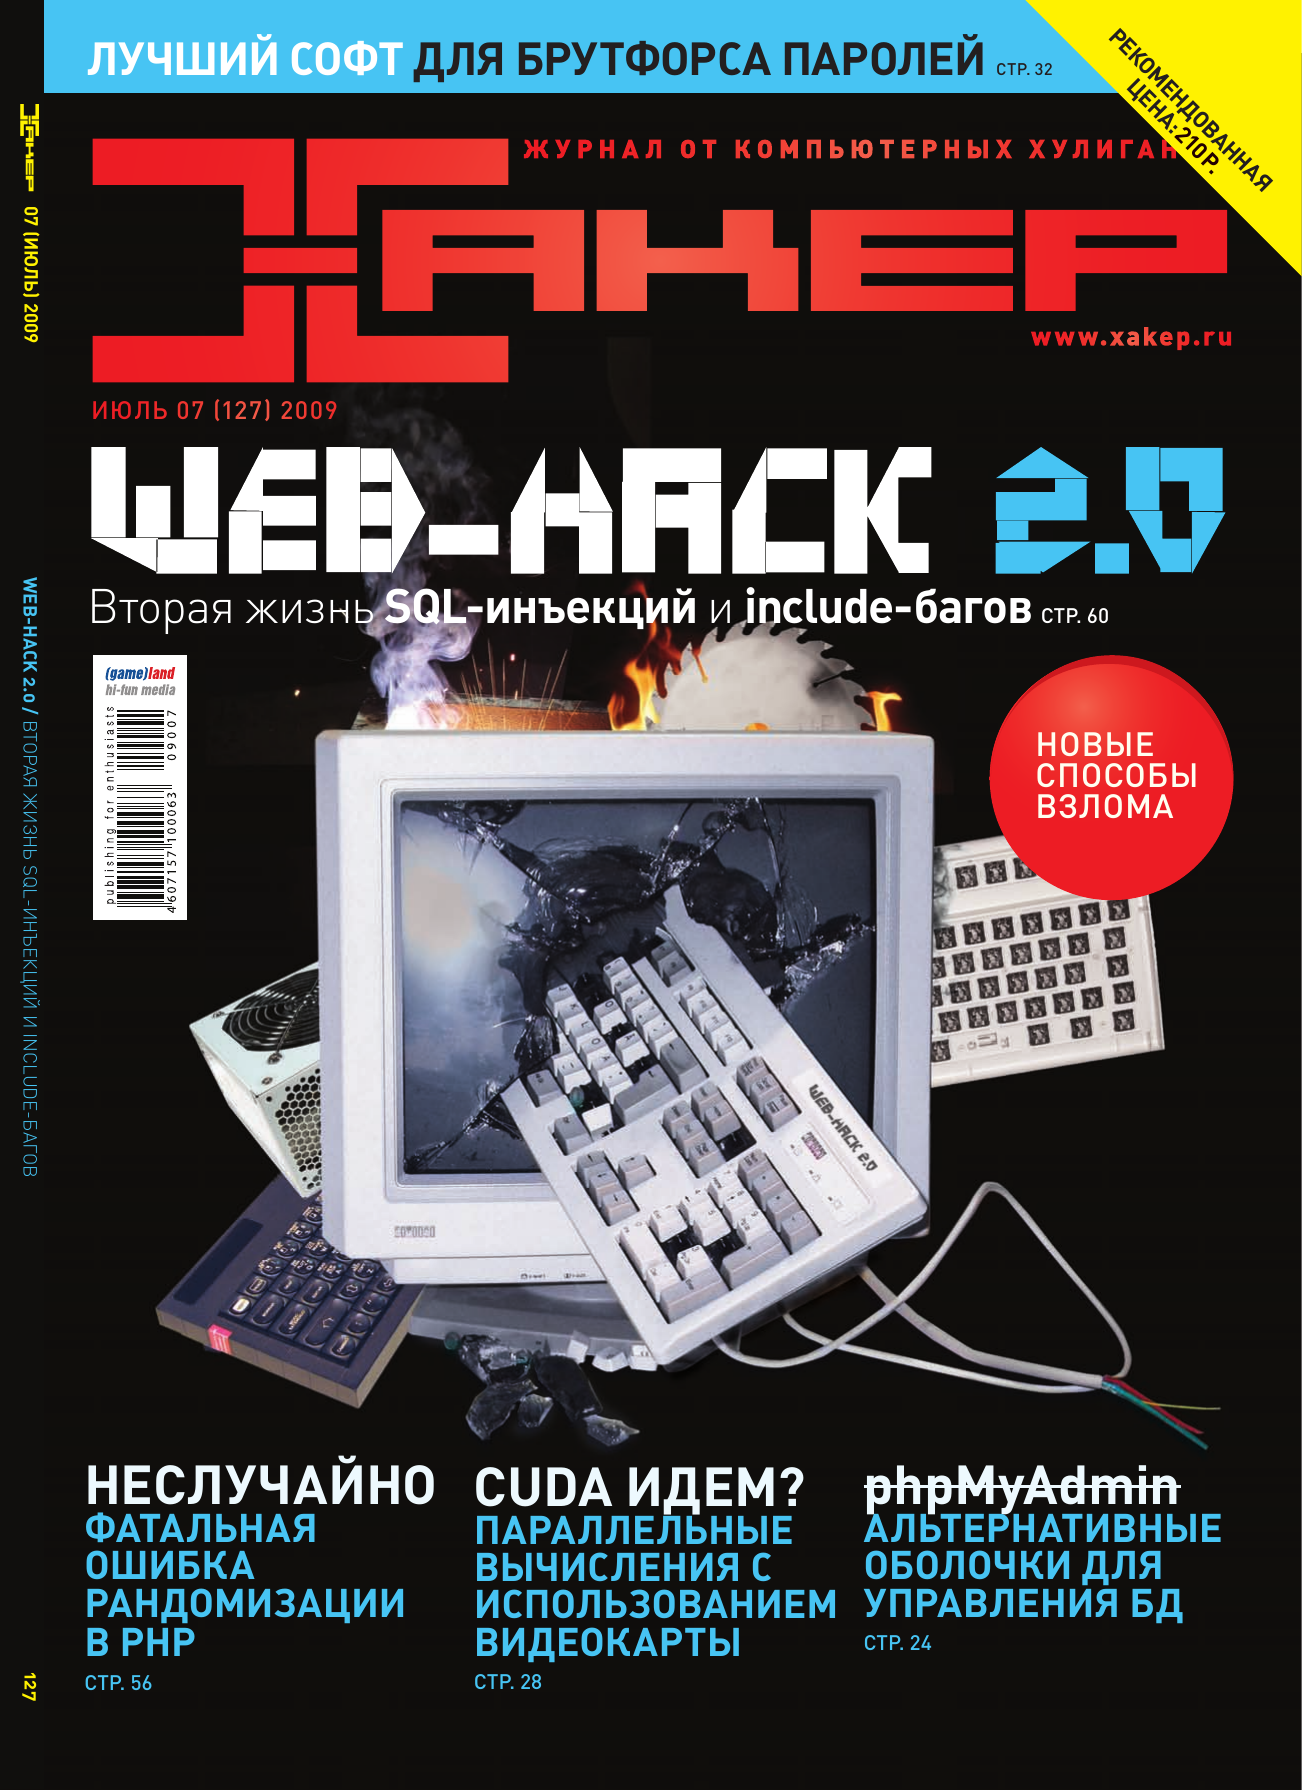 ЛУЧШИЙ СОФТ ДЛЯ БРУТФОРСА ПАРОЛЕЙ СТР. 32
РЕКОМЕНДОВАННАЯ
ЦЕНА: 210 Р.
ЖУРНАЛ ОТ КОМПЬЮТЕРНЫХ ХУЛИГАН
ХАКЕР
www.xakep.ru
ИЮЛЬ 07 (127) 2009
WEB-HACK 2.0
Вторая жизнь SQL-инъекций и include-багов СТР. 60
(game)land
hi-fun media
publishing for enthusiasts
4 607157 100063
09007
НОВЫЕ
СПОСОБЫ
ВЗЛОМА
WEB-HACK 2.0
НЕСЛУЧАЙНО
ФАТАЛЬНАЯ
ОШИБКА
РАНДОМИЗАЦИИ
В PHP
СТР. 56
CUDA ИДЕМ?
ПАРАЛЛЕЛЬНЫЕ
ВЫЧИСЛЕНИЯ С
ИСПОЛЬЗОВАНИЕМ
ВИДЕОКАРТЫ
СТР. 28
phpMyAdmin
АЛЬТЕРНАТИВНЫЕ
ОБОЛОЧКИ ДЛЯ
УПРАВЛЕНИЯ БД
СТР. 24
ХАКЕР 07 (ИЮЛЬ) 2009
WEB-HACK 2.0 / ВТОРАЯ ЖИЗНЬ SQL-ИНЪЕКЦИЙ И INCLUDE-БАГОВ
127